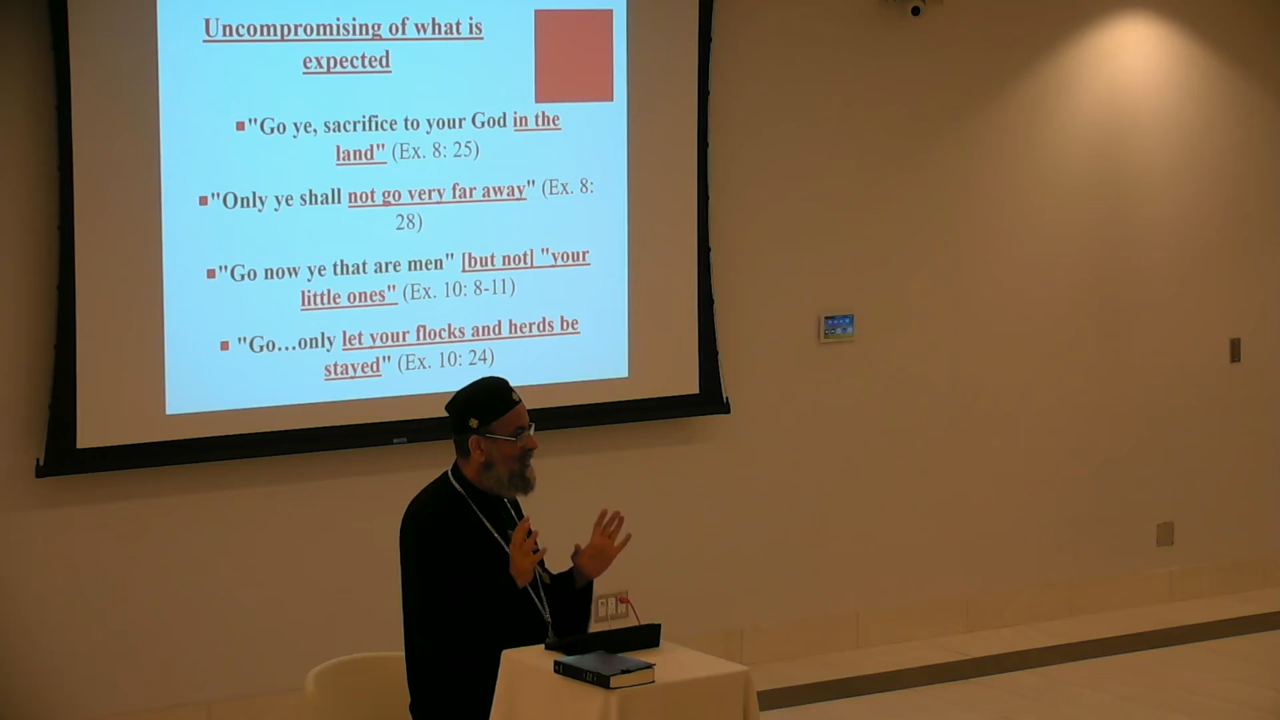 Uncompromising of what is
expected
"Go ye, sacrifice to your God in the
land" (Ex. 8: 25)
"Only ye shall not go very far away" (Ex. 8:
28)
"Go now ye that are men" [but not] "your
little ones" (Ex. 10: 8-11)
"Go…only let your flocks and herds be
stayed" (Ex. 10: 24)